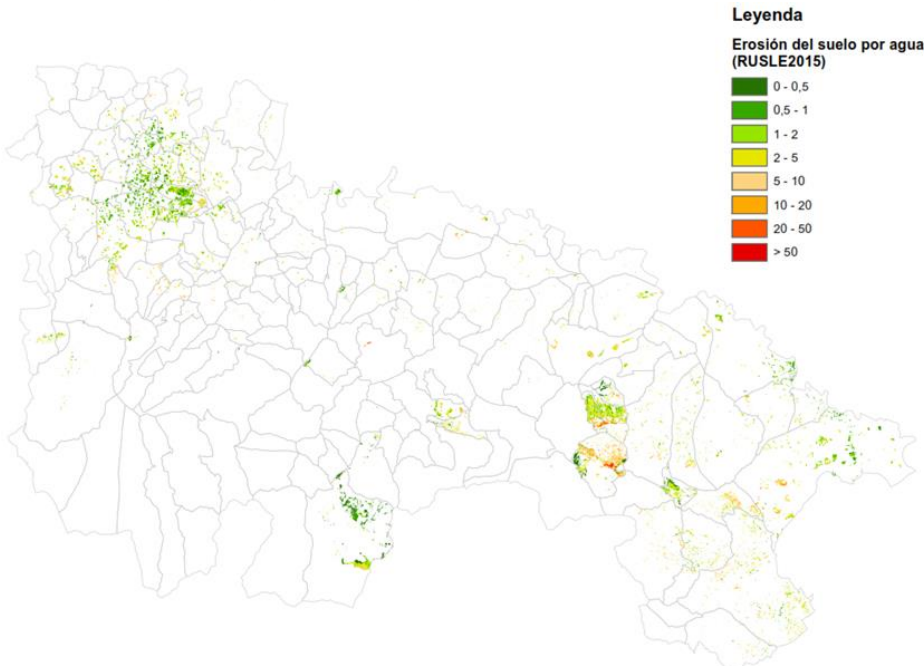 Leyenda
Erosión del suelo por agua
(RUSLE2015)
0 - 0,5
0,5 - 1
1 - 2
2 - 5
5 - 10
10 - 20
20 - 50
> 50